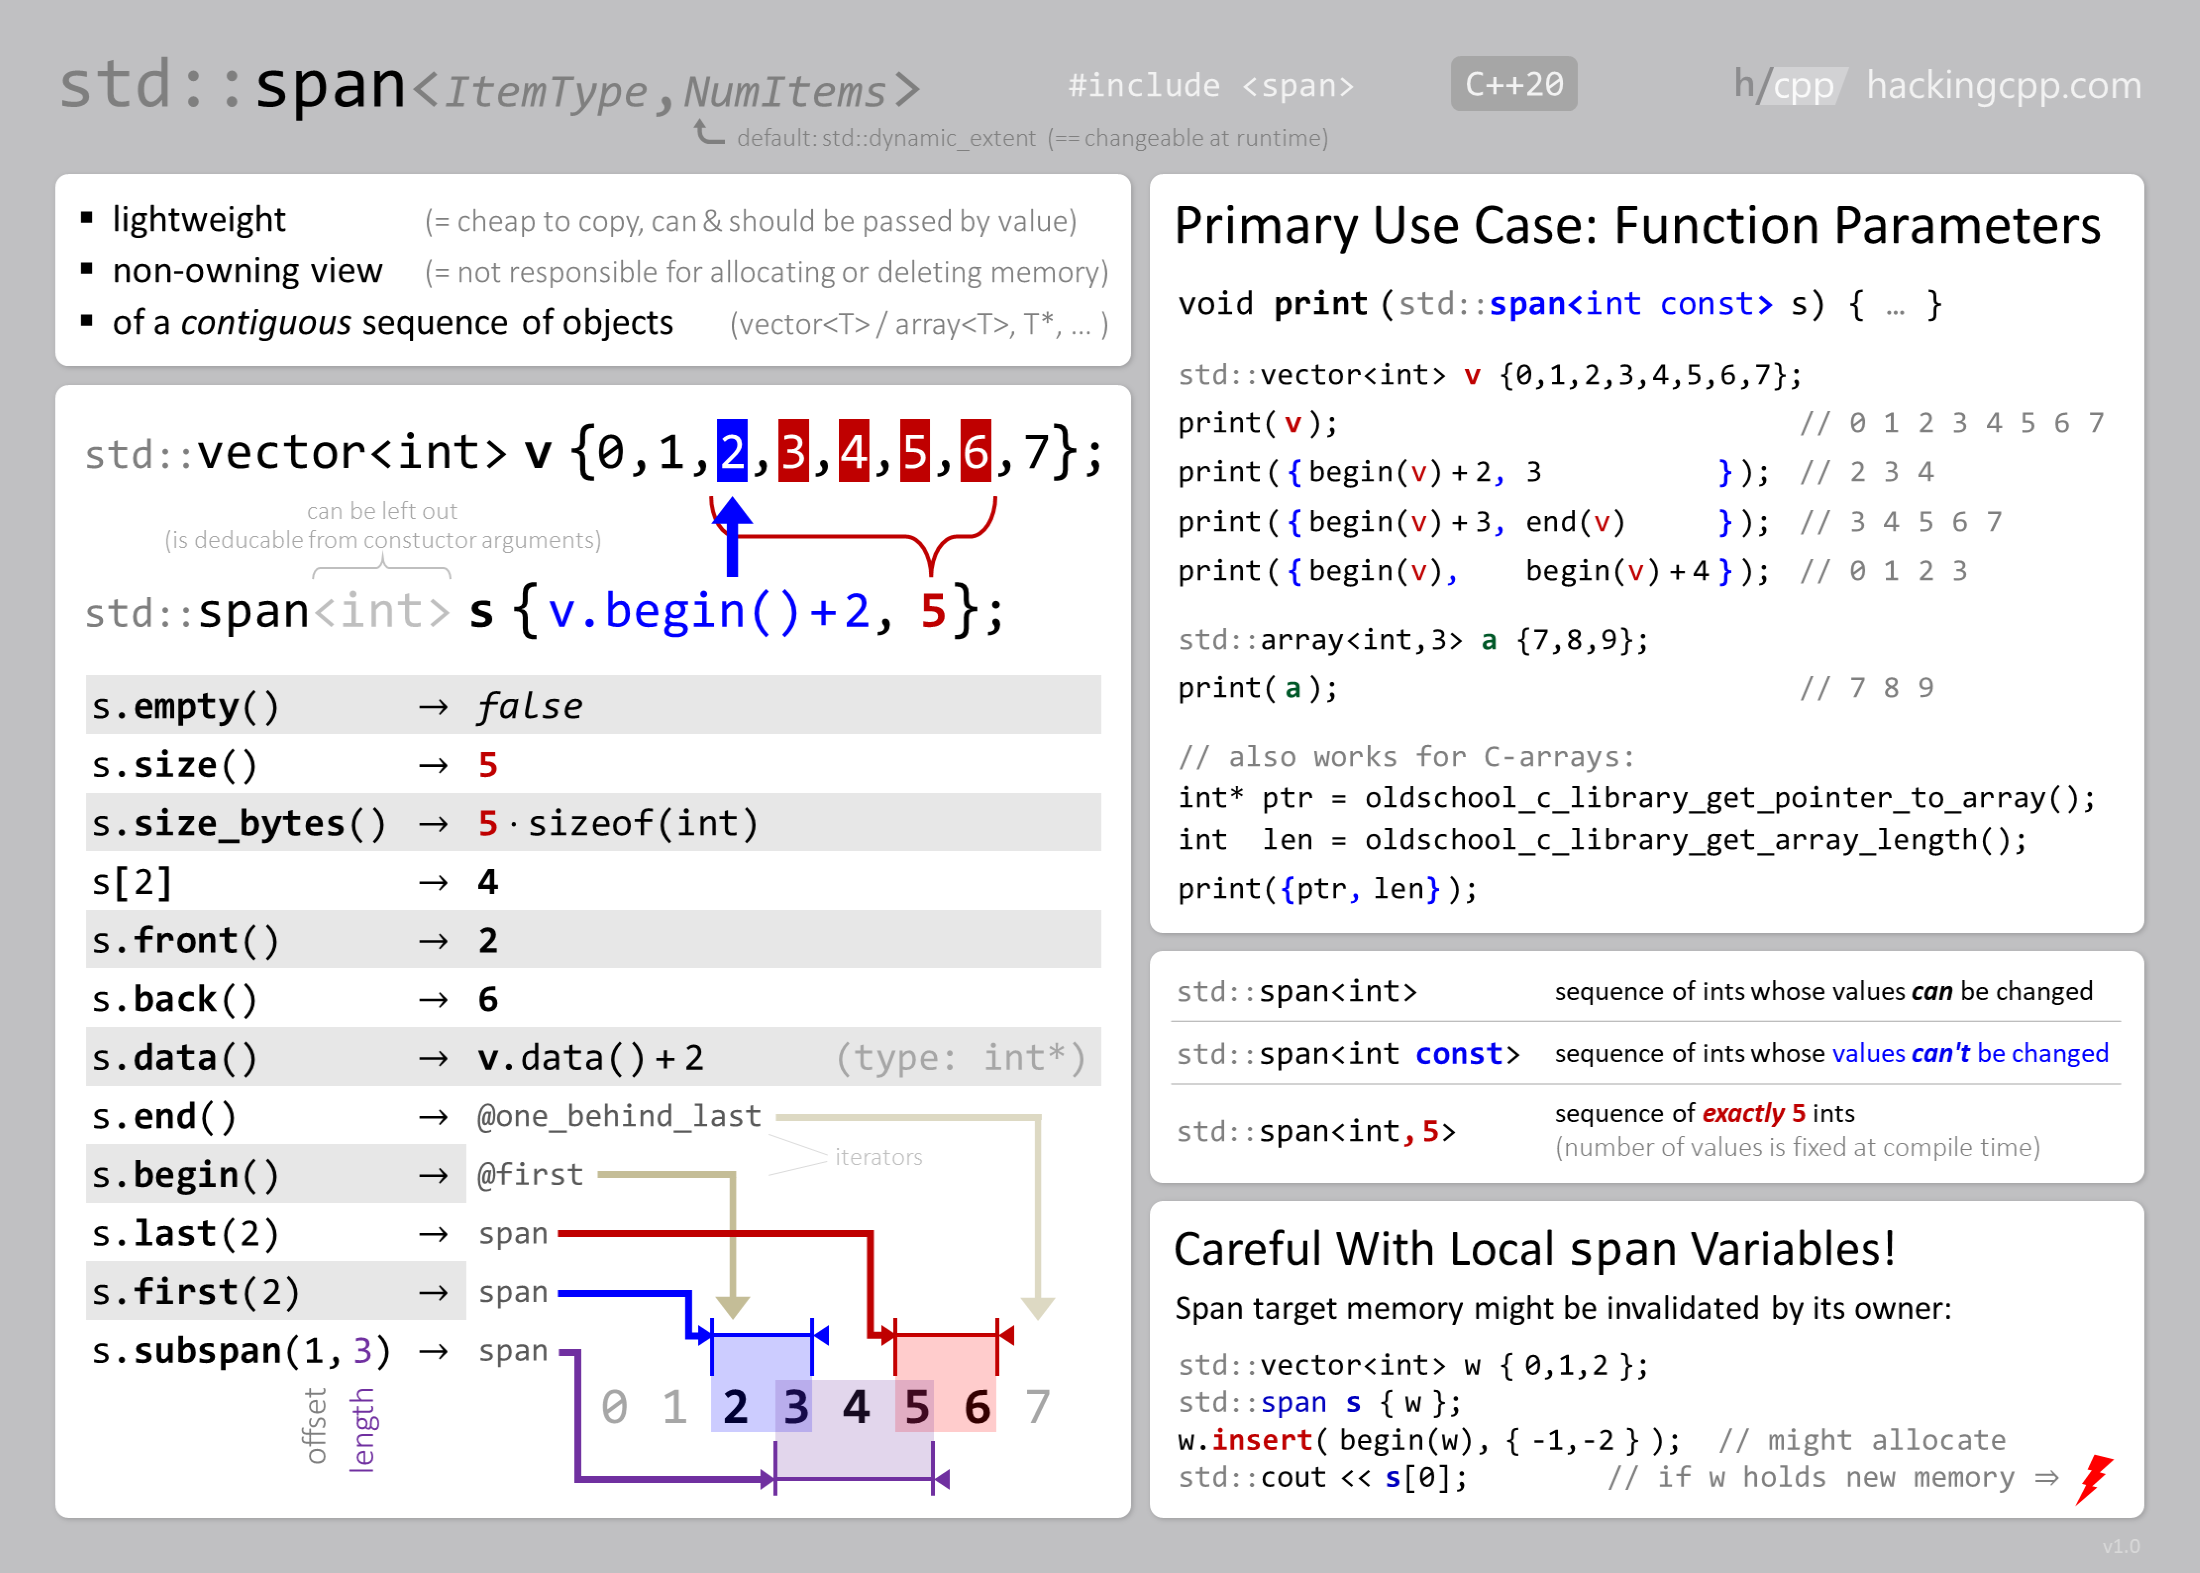 std::span<ItemType,NumItems>
#include <span>
C++20
h/cpp hackingcpp.com
default: std::dynamic_extent (== changeable at runtime)
▪ lightweight (= cheap to copy, can & should be passed by value)
▪ non-owning view (= not responsible for allocating or deleting memory)
▪ of a contiguous sequence of objects (vector<T> / array<T>, T*, ... )
std::vector<int> v {0,1,2,3,4,5,6,7};
can be left out
(is deducable from constuctor arguments)
std::span<int> s {v.begin()+2, 5};
s.empty() → false
s.size() → 5
s.size_bytes() → 5 · sizeof(int)
s[2] → 4
s.front() → 2
s.back() → 6
s.data() → v.data()+2 (type: int*)
s.end() → @one_behind_last
iterators
s.begin() → @first
s.last(2) → span
s.first(2) → span
s.subspan(1,3) → span
offset
length
0 1 2 3 4 5 6 7
Primary Use Case: Function Parameters
void print (std::span<int const> s) { … }
std::vector<int> v {0,1,2,3,4,5,6,7};
print( v ); // 0 1 2 3 4 5 6 7
print( { begin(v) + 2, 3 } ); // 2 3 4
print( { begin(v) + 3, end(v) } ); // 3 4 5 6 7
print( { begin(v), begin(v) + 4 } ); // 0 1 2 3
std::array<int,3> a {7,8,9};
print( a ); // 7 8 9
// also works for C-arrays:
int* ptr = oldschool_c_library_get_pointer_to_array();
int len = oldschool_c_library_get_array_length();
print({ptr, len} );
std::span<int> sequence of ints whose values can be changed
std::span<int const> sequence of ints whose values can't be changed
std::span<int,5> sequence of exactly 5 ints
(number of values is fixed at compile time)
Careful With Local span Variables!
Span target memory might be invalidated by its owner:
std::vector<int> w { 0,1,2 };
std::span s { w };
w.insert( begin(w), { -1,-2 } ); // might allocate
std::cout << s[0]; // if w holds new memory ⇒
v1.0